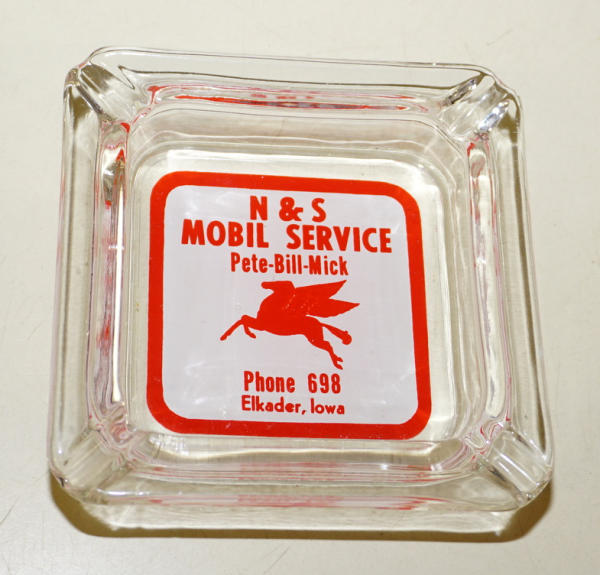 N & S
MOBIL SERVICE
Pete-Bill-Mick
Phone 698
Elkader, Iowa